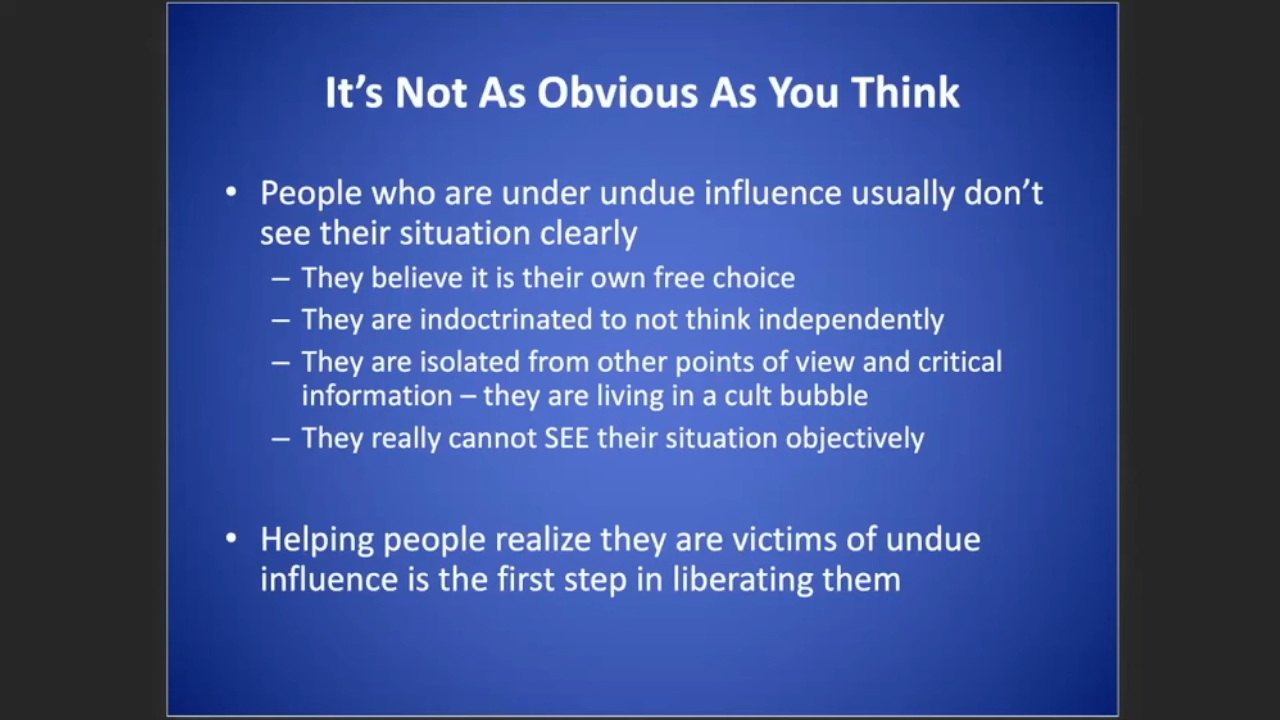 It’s Not As Obvious As You Think
• People who are under undue influence usually don’t
see their situation clearly
– They believe it is their own free choice
– They are indoctrinated to not think independently
– They are isolated from other points of view and critical
information – they are living in a cult bubble
– They really cannot SEE their situation objectively
• Helping people realize they are victims of undue
influence is the first step in liberating them